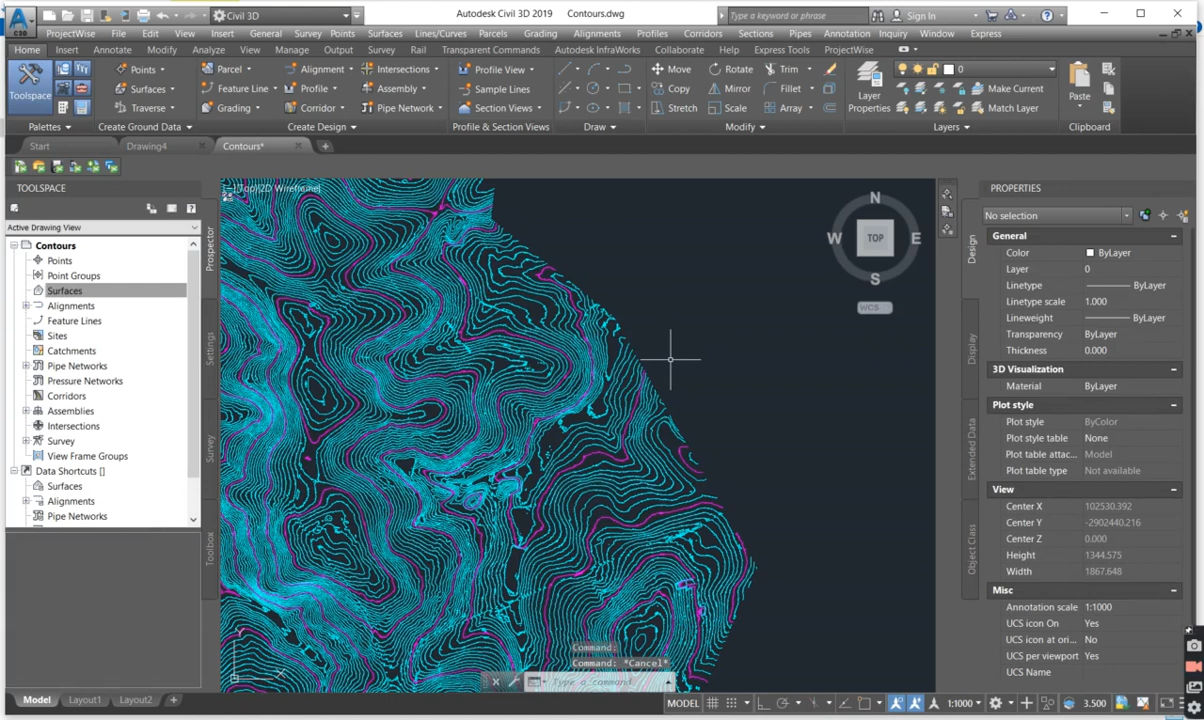 Civil 3D
Autodesk Civil 3D 2019 Contours.dwg
Type a keyword or phrase
Sign In
C3D
ProjectWise File Edit View Insert General Survey Points Surfaces Lines/Curves Parcels Grading Alignments Profiles Corridors Sections Pipes Annotation Inquiry Window Express
Home Insert Annotate Modify Analyze View Manage Output Survey Rail Transparent Commands Autodesk InfraWorks Collaborate Help Express Tools ProjectWise
Toolspace
Points
Surfaces
Traverse
Parcel
Feature Line
Grading
Alignment
Profile
Corridor
Intersections
Assembly
Pipe Network
Profile View
Sample Lines
Section Views
Move
Copy
Stretch
Rotate
Mirror
Scale
Trim
Fillet
Array
Layer
Properties
0
Make Current
Match Layer
Paste
Palettes Create Ground Data Create Design Profile & Section Views Draw Modify Layers Clipboard
Start Drawing4 Contours*
TOOLSPACE
Active Drawing View
Contours
Points
Point Groups
Surfaces
Alignments
Feature Lines
Sites
Catchments
Pipe Networks
Pressure Networks
Corridors
Assemblies
Intersections
Survey
View Frame Groups
Data Shortcuts []
Surfaces
Alignments
Pipe Networks
Prospector
Settings
Survey
Toolbox
[Top][2D Wireframe]
N
W TOP E
S
WCS
Y
Command:
Command: *Cancel*
Type a command
PROPERTIES
No selection
Design
Display
Extended Data
Object Class
General
Color ByLayer
Layer 0
Linetype ByLayer
Linetype scale 1.000
Lineweight ByLayer
Transparency ByLayer
Thickness 0.000
3D Visualization
Material ByLayer
Plot style
Plot style ByColor
Plot style table None
Plot table attac... Model
Plot table type Not available
View
Center X 102530.392
Center Y -2902440.216
Center Z 0.000
Height 1344.575
Width 1867.648
Misc
Annotation scale 1:1000
UCS icon On Yes
UCS icon at ori... No
UCS per viewport Yes
UCS Name
Model Layout1 Layout2 +
MODEL 1:1000 3.500